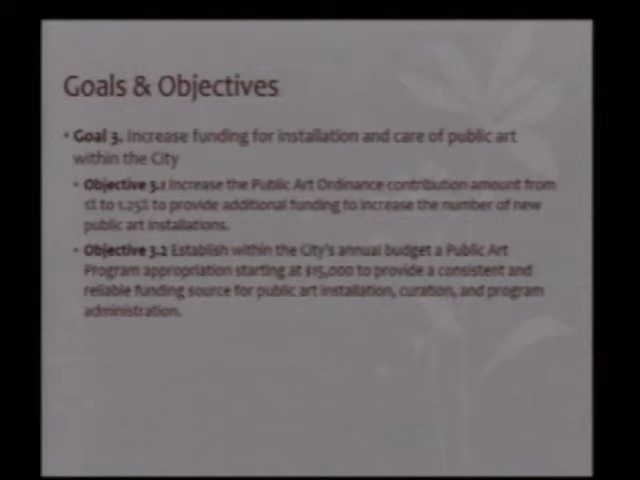 Goals & Objectives
• Goal 3. Increase funding for installation and care of public art
within the City
• Objective 3.1 Increase the Public Art Ordinance contribution amount from
1% to 1.25% to provide additional funding to increase the number of new
public art installations.
• Objective 3.2 Establish within the City's annual budget a Public Art
Program appropriation starting at $15,000 to provide a consistent and
reliable funding source for public art installation, curation, and program
administration.